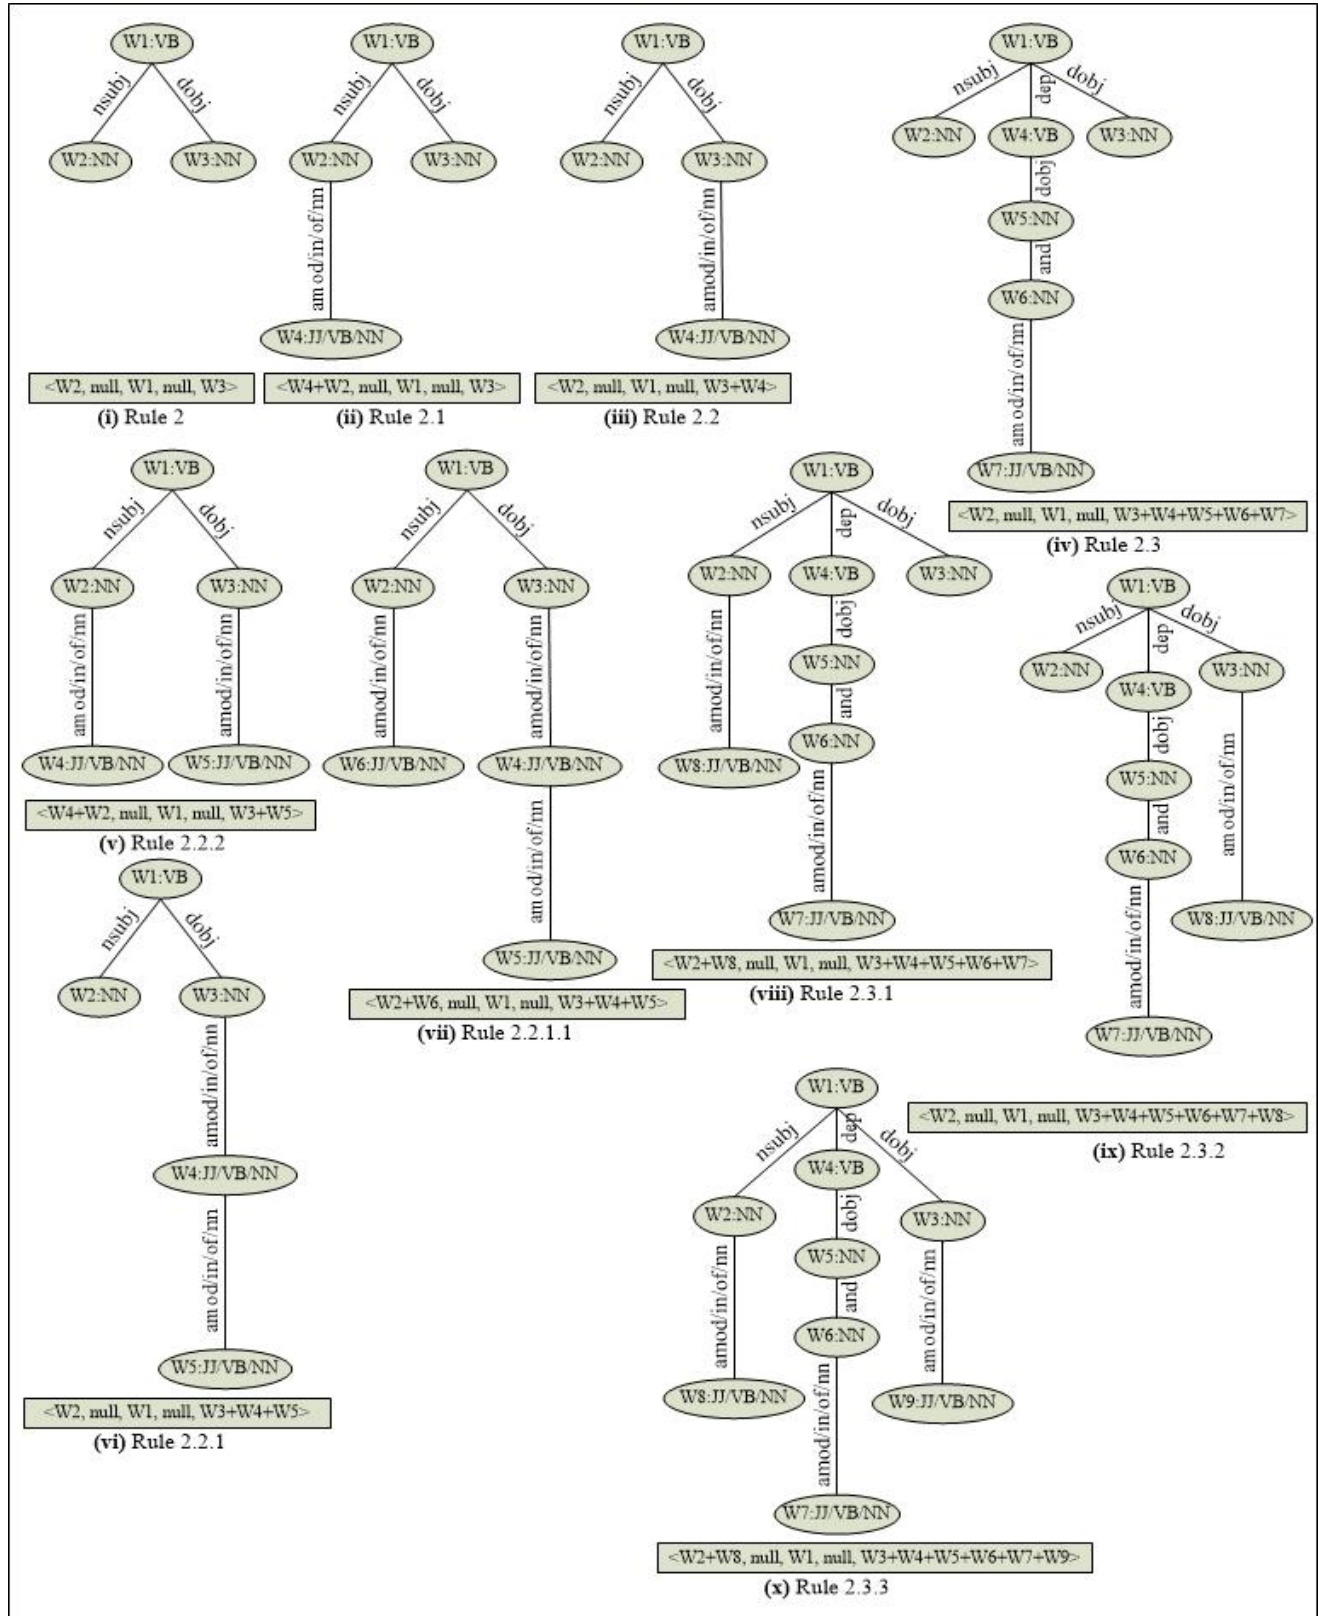 W1:VB
nsubj
dobj
W2:NN
W3:NN
<W2, null, W1, null, W3>
(i) Rule 2
W1:VB
nsubj
dobj
W2:NN
W3:NN
amod/in/of/nn
W4:JJ/VB/NN
<W4+W2, null, W1, null, W3>
(ii) Rule 2.1
W1:VB
nsubj
dobj
W2:NN
W3:NN
amod/in/of/nn
W4:JJ/VB/NN
<W2, null, W1, null, W3+W4>
(iii) Rule 2.2
W1:VB
nsubj
dep
dobj
W2:NN
W4:VB
W3:NN
dobj
W5:NN
and
W6:NN
amod/in/of/nn
W7:JJ/VB/NN
<W2, null, W1, null, W3+W4+W5+W6+W7>
(iv) Rule 2.3
W1:VB
nsubj
dobj
W2:NN
W3:NN
amod/in/of/nn
amod/in/of/nn
W4:JJ/VB/NN
W5:JJ/VB/NN
<W4+W2, null, W1, null, W3+W5>
(v) Rule 2.2.2
W1:VB
nsubj
dobj
W2:NN
W3:NN
amod/in/of/nn
W4:JJ/VB/NN
amod/in/of/nn
W5:JJ/VB/NN
<W2, null, W1, null, W3+W4+W5>
(vi) Rule 2.2.1
W1:VB
nsubj
dobj
W2:NN
W3:NN
amod/in/of/nn
amod/in/of/nn
W6:JJ/VB/NN
W4:JJ/VB/NN
amod/in/of/nn
W5:JJ/VB/NN
<W2+W6, null, W1, null, W3+W4+W5>
(vii) Rule 2.2.1.1
W1:VB
nsubj
dep
dobj
W2:NN
W4:VB
W3:NN
amod/in/of/nn
dobj
W5:NN
and
W6:NN
W8:JJ/VB/NN
amod/in/of/nn
W7:JJ/VB/NN
<W2+W8, null, W1, null, W3+W4+W5+W6+W7>
(viii) Rule 2.3.1
W1:VB
nsubj
dep
dobj
W2:NN
W4:VB
W3:NN
dobj
amod/in/of/nn
W5:NN
and
W6:NN
W8:JJ/VB/NN
amod/in/of/nn
W7:JJ/VB/NN
<W2, null, W1, null, W3+W4+W5+W6+W7+W8>
(ix) Rule 2.3.2
W1:VB
nsubj
dep
dobj
W4:VB
W2:NN
W3:NN
dobj
amod/in/of/nn
W5:NN
amod/in/of/nn
and
W6:NN
W8:JJ/VB/NN
W9:JJ/VB/NN
amod/in/of/nn
W7:JJ/VB/NN
<W2+W8, null, W1, null, W3+W4+W5+W6+W7+W9>
(x) Rule 2.3.3